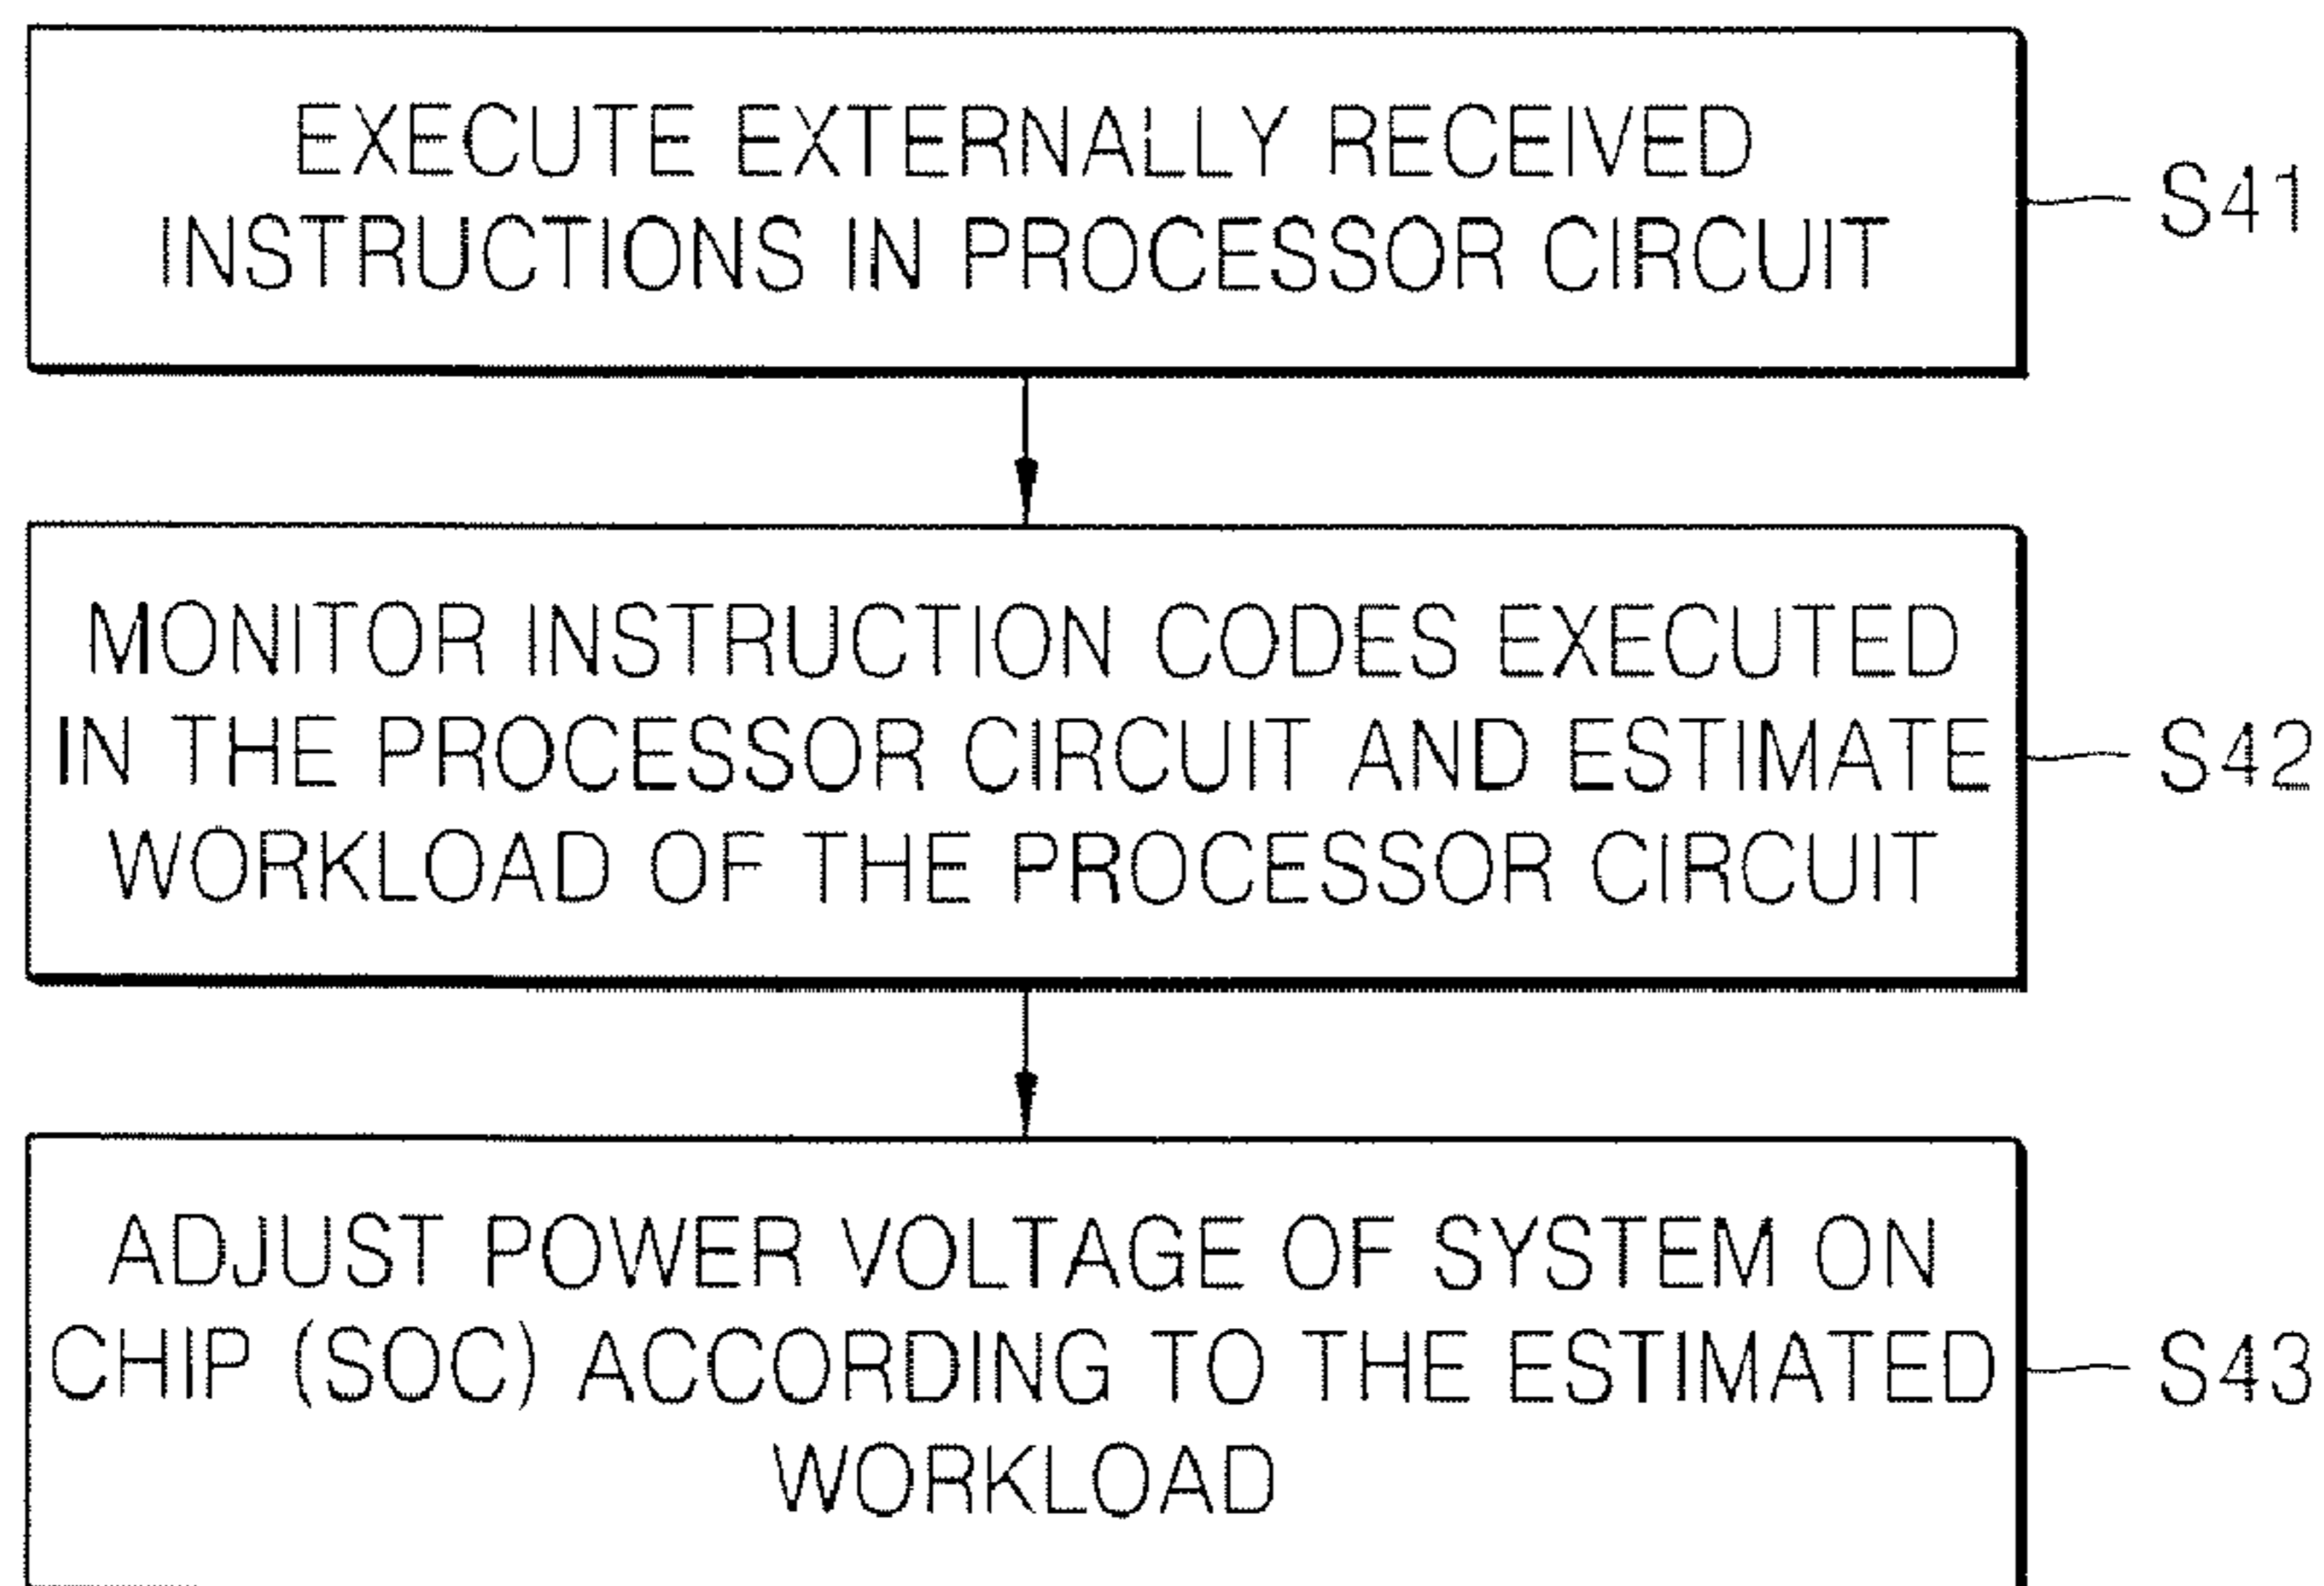 EXECUTE EXTERNALLY RECEIVED
INSTRUCTIONS IN PROCESSOR CIRCUIT
S41
MONITOR INSTRUCTION CODES EXECUTED
IN THE PROCESSOR CIRCUIT AND ESTIMATE
WORKLOAD OF THE PROCESSOR CIRCUIT
S42
ADJUST POWER VOLTAGE OF SYSTEM ON
CHIP (SOC) ACCORDING TO THE ESTIMATED
WORKLOAD
S43